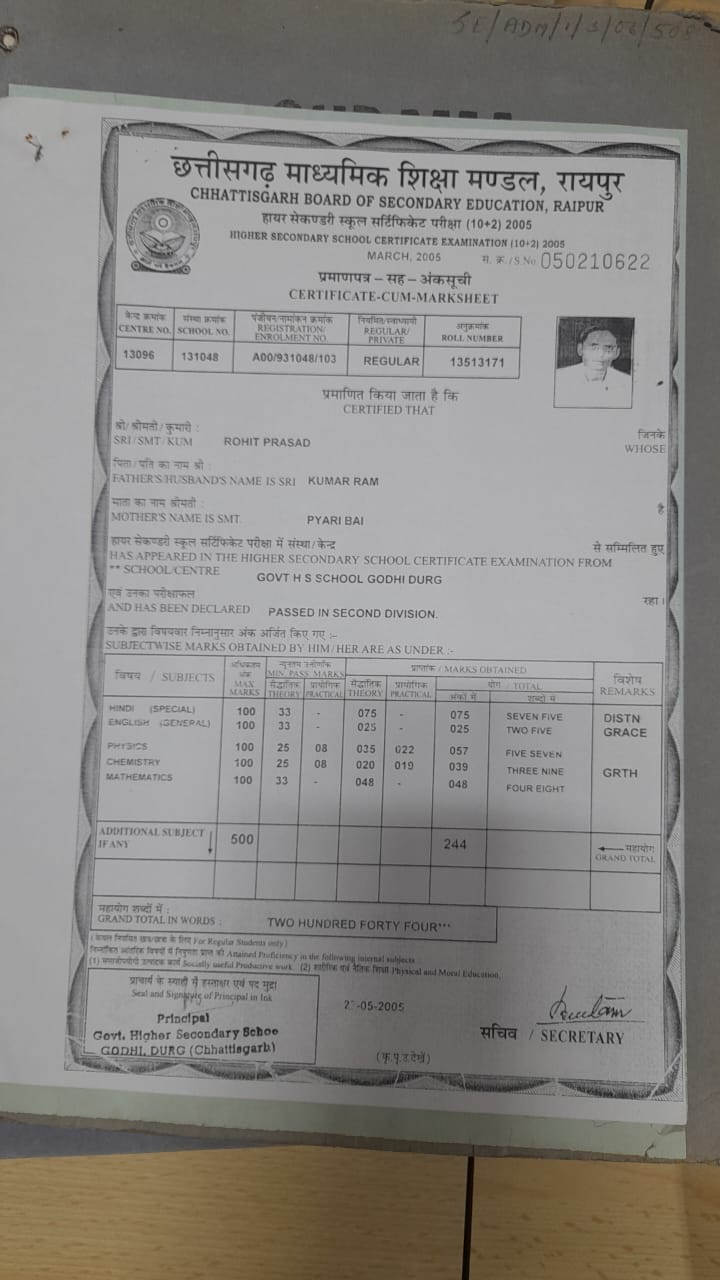 SE/ADM/1/3/06/508
छत्तीसगढ़ माध्यमिक शिक्षा मण्डल, रायपुर
CHHATTISGARH BOARD OF SECONDARY EDUCATION, RAIPUR
हायर सेकण्डरी स्कूल सर्टिफिकेट परीक्षा (10+2) 2005
HIGHER SECONDARY SCHOOL CERTIFICATE EXAMINATION (10+2) 2005
MARCH, 2005 स. क्र./S.No 050210622
प्रमाणपत्र – सह – अंकसूची
CERTIFICATE-CUM-MARKSHEET
केन्द्र क्रमांक संस्था क्रमांक पंजीयन/नामांकन क्रमांक नियमित/स्वाध्यायी अनुक्रमांक
CENTRE NO. SCHOOL NO. REGISTRATION/ENROLMENT NO. REGULAR/PRIVATE ROLL NUMBER
13096 131048 A00/931048/103 REGULAR 13513171
प्रमाणित किया जाता है कि
CERTIFIED THAT
श्री/श्रीमती/कुमारी : जिनके
SRI/SMT/KUM ROHIT PRASAD WHOSE
पिता/पति का नाम श्री :
FATHER'S/HUSBAND'S NAME IS SRI KUMAR RAM
माता का नाम श्रीमती : है
MOTHER'S NAME IS SMT. PYARI BAI
हायर सेकण्डरी स्कूल सर्टिफिकेट परीक्षा में संस्था/केन्द्र से सम्मिलित हुए
HAS APPEARED IN THE HIGHER SECONDARY SCHOOL CERTIFICATE EXAMINATION FROM
** SCHOOL/CENTRE GOVT H S SCHOOL GODHI DURG
एवं उनका परीक्षाफल रहा।
AND HAS BEEN DECLARED PASSED IN SECOND DIVISION.
उनके द्वारा विषयवार निम्नानुसार अंक अर्जित किए गए :-
SUBJECTWISE MARKS OBTAINED BY HIM/HER ARE AS UNDER :-
विषय / SUBJECTS अधिकतम अंक MAX MARKS न्यूनतम उत्तीर्णांक MIN. PASS. MARKS प्राप्तांक / MARKS OBTAINED विशेष REMARKS
सैद्धांतिक THEORY प्रायोगिक PRACTICAL सैद्धांतिक THEORY प्रायोगिक PRACTICAL योग / TOTAL
अंकों में शब्दों में
HINDI (SPECIAL) 100 33 - 075 - 075 SEVEN FIVE DISTN
ENGLISH (GENERAL) 100 33 - 025 - 025 TWO FIVE GRACE
PHYSICS 100 25 08 035 022 057 FIVE SEVEN
CHEMISTRY 100 25 08 020 019 039 THREE NINE GRTH
MATHEMATICS 100 33 - 048 - 048 FOUR EIGHT
ADDITIONAL SUBJECT IF ANY 500 244 महायोग GRAND TOTAL
महायोग शब्दों में :
GRAND TOTAL IN WORDS : TWO HUNDRED FORTY FOUR***
(केवल नियमित छात्र/छात्रा के लिए For Regular Students only)
निम्नांकित आंतरिक विषयों में निपुणता प्राप्त की Attained Proficiency in the following internal subjects
(1) समाजोपयोगी उत्पादक कार्य Socially useful Productive work. (2) शारीरिक एवं नैतिक शिक्षा Physical and Moral Education.
प्राचार्य के स्याही से हस्ताक्षर एवं पद मुद्रा
Seal and Signature of Principal in Ink
Principal
Govt. Higher Secondary Schoo
GODHI, DURG (Chhattisgarh)
-05-2005
सचिव / SECRETARY
(कृ.पृ.उ.देखें)